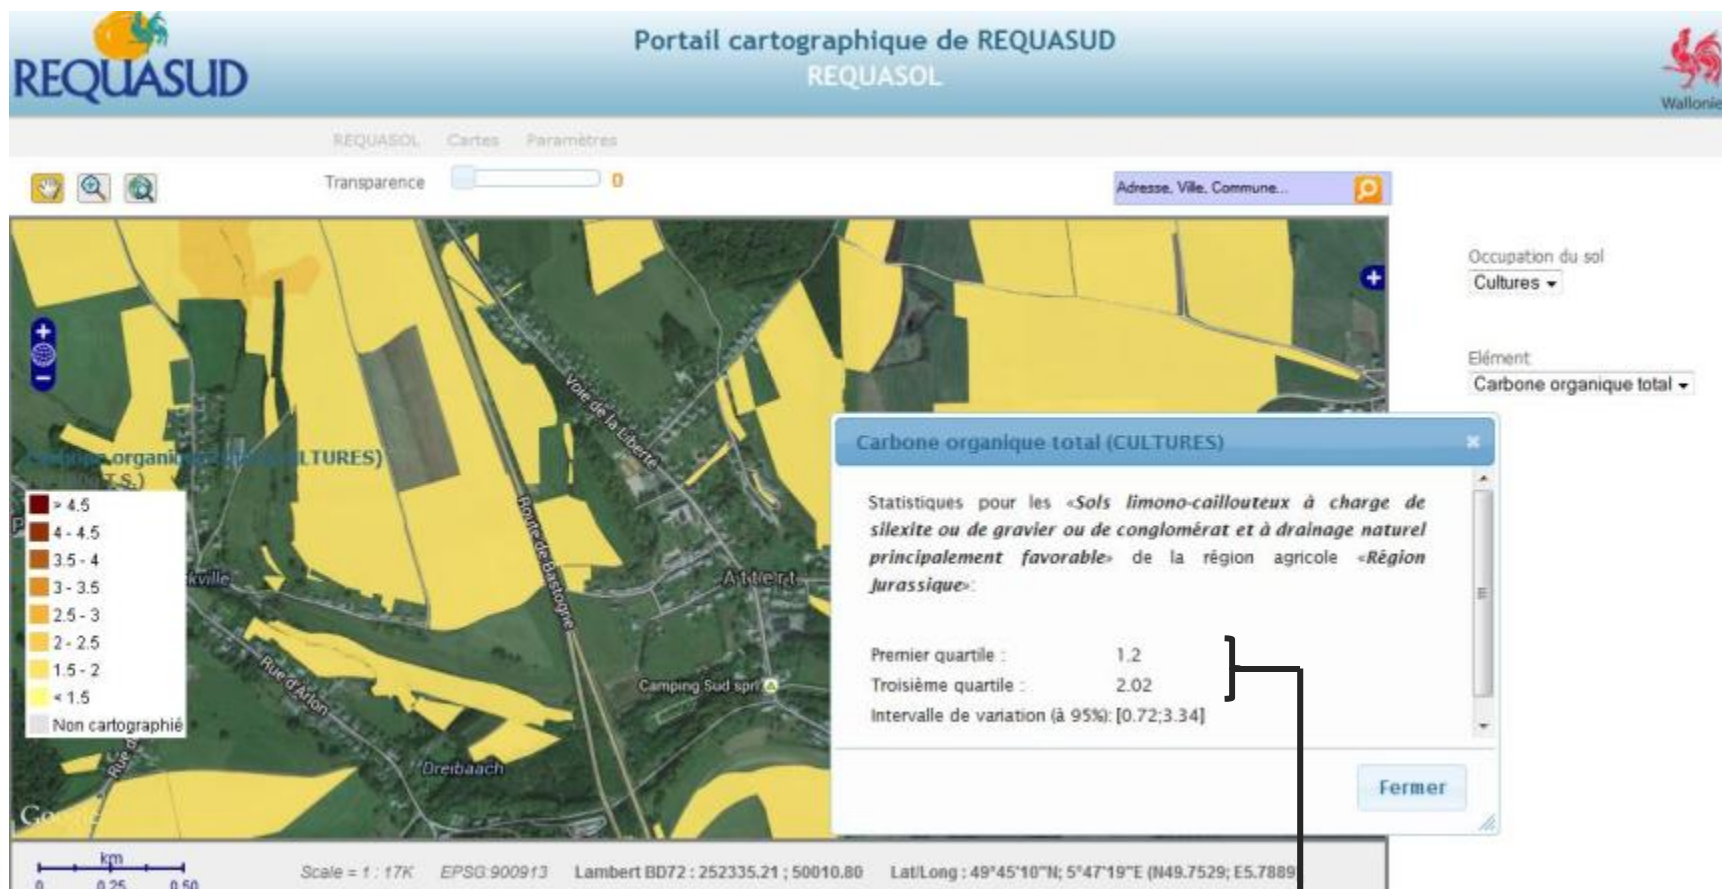 REQUASUD
Portail cartographique de REQUASUD
REQUASOL
Wallonie
REQUASOL Cartes Paramètres
Transparence 0
Adresse, Ville, Commune...
Occupation du sol
Cultures
Elément
Carbone organique total
Voie de la Liberté
Route de Bastogne
Attert
kville
Rue d'Arlon
Camping Sud sprl
Dreibaach
Rue d
organi
LTURES)
T.S.)
> 4.5
4 - 4.5
3.5 - 4
3 - 3.5
2.5 - 3
2 - 2.5
1.5 - 2
< 1.5
Non cartographié
Carbone organique total (CULTURES)
Statistiques pour les «Sols limono-caillouteux à charge de
silexite ou de gravier ou de conglomérat et à drainage naturel
principalement favorable» de la région agricole «Région
Jurassique»:
Premier quartile : 1.2
Troisième quartile : 2.02
Intervalle de variation (à 95%): [0.72;3.34]
Fermer
km
0 0.25 0.50
Scale = 1 : 17K EPSG:900913 Lambert BD72 : 252335.21 ; 50010.80 Lat/Long : 49°45'10"N; 5°47'19"E (N49.7529; E5.7889